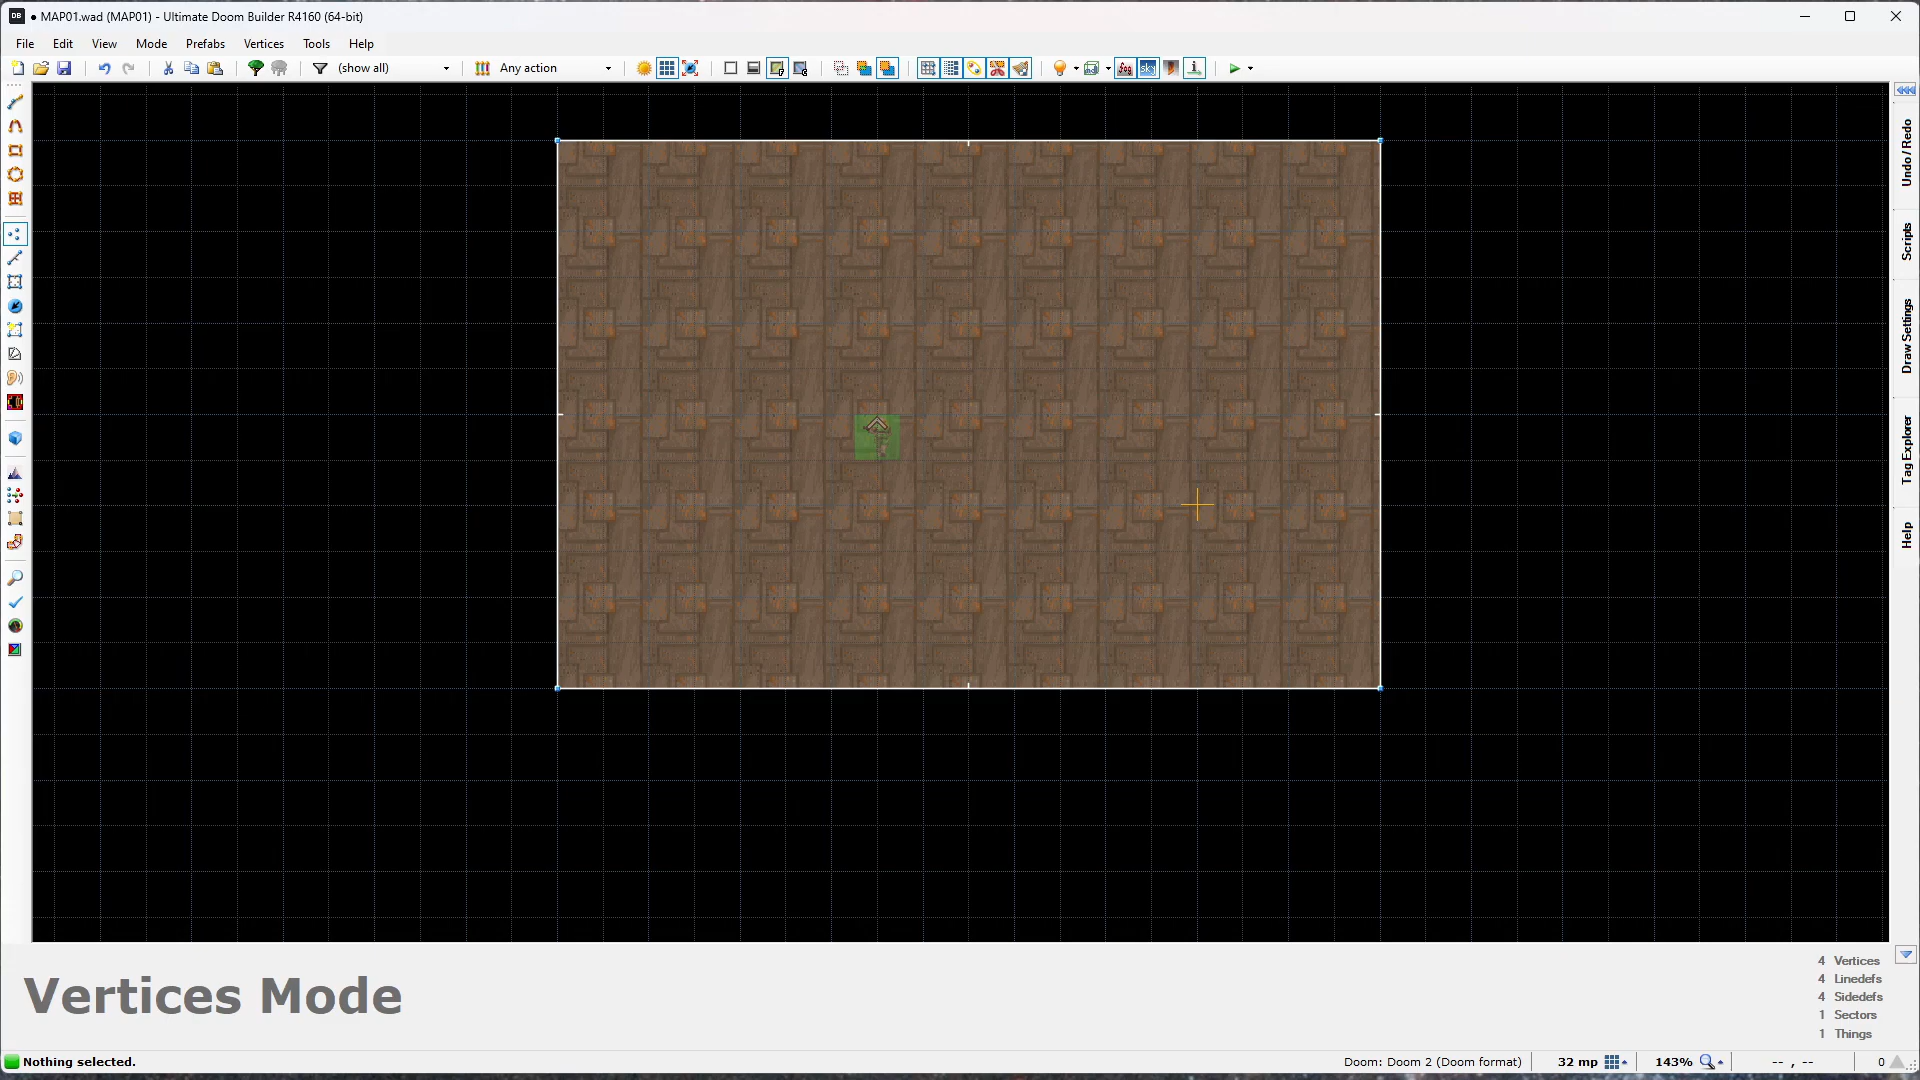 ● MAP01.wad (MAP01) - Ultimate Doom Builder R4160 (64-bit)
File Edit View Mode Prefabs Vertices Tools Help
(show all) Any action
Undo / Redo
Scripts
Draw Settings
Tag Explorer
Help
Vertices Mode
4 Vertices
4 Linedefs
4 Sidedefs
1 Sectors
1 Things
Nothing selected. Doom: Doom 2 (Doom format) 32 mp 143% -- , -- 0